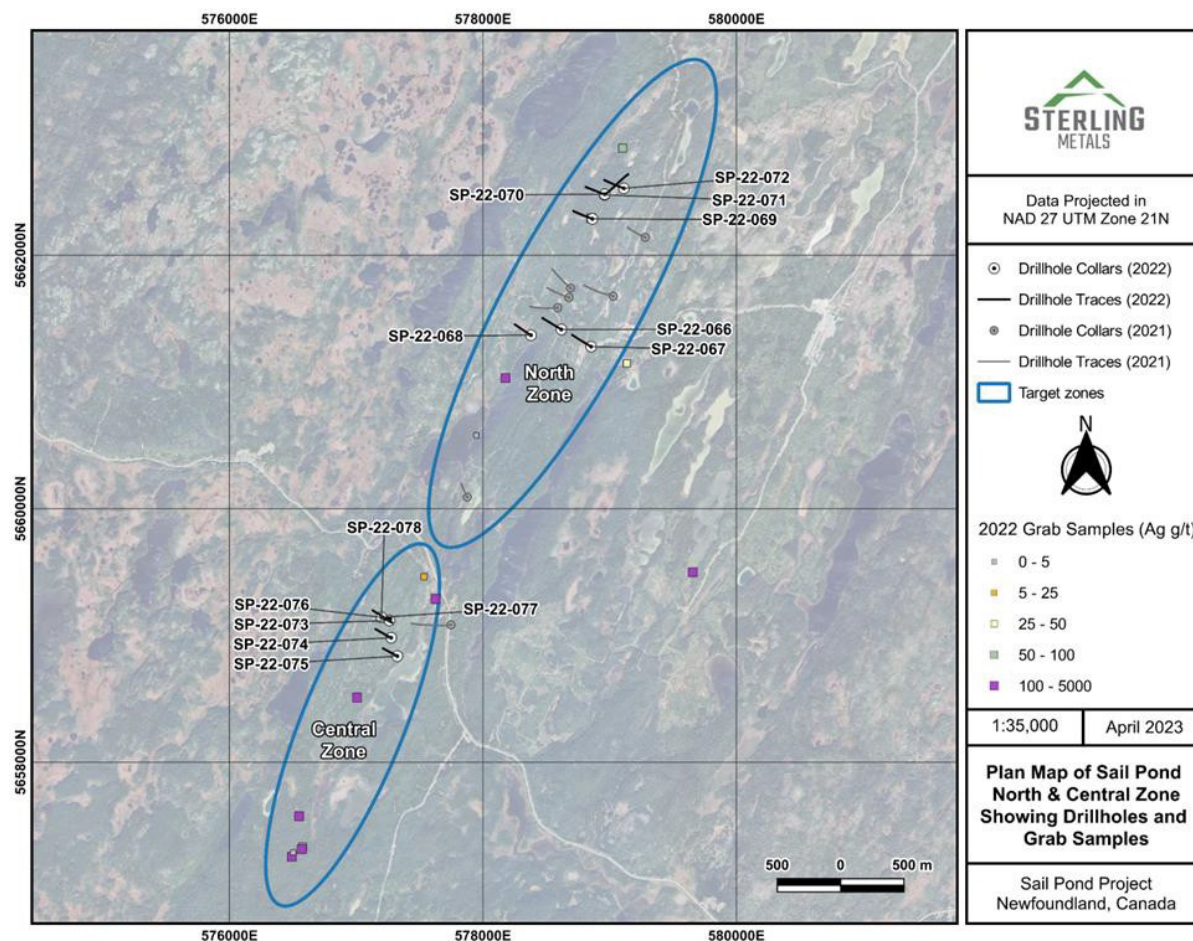 576000E
578000E
580000E
5662000N
5660000N
5658000N
SP-22-070
SP-22-072
SP-22-071
SP-22-069
SP-22-068
SP-22-066
SP-22-067
North
Zone
SP-22-078
SP-22-076
SP-22-073
SP-22-074
SP-22-075
SP-22-077
Central
Zone
500 0 500 m
576000E
578000E
580000E
STERLING
METALS
Data Projected in
NAD 27 UTM Zone 21N
Drillhole Collars (2022)
Drillhole Traces (2022)
Drillhole Collars (2021)
Drillhole Traces (2021)
Target zones
N
2022 Grab Samples (Ag g/t)
0 - 5
5 - 25
25 - 50
50 - 100
100 - 5000
1:35,000
April 2023
Plan Map of Sail Pond
North & Central Zone
Showing Drillholes and
Grab Samples
Sail Pond Project
Newfoundland, Canada